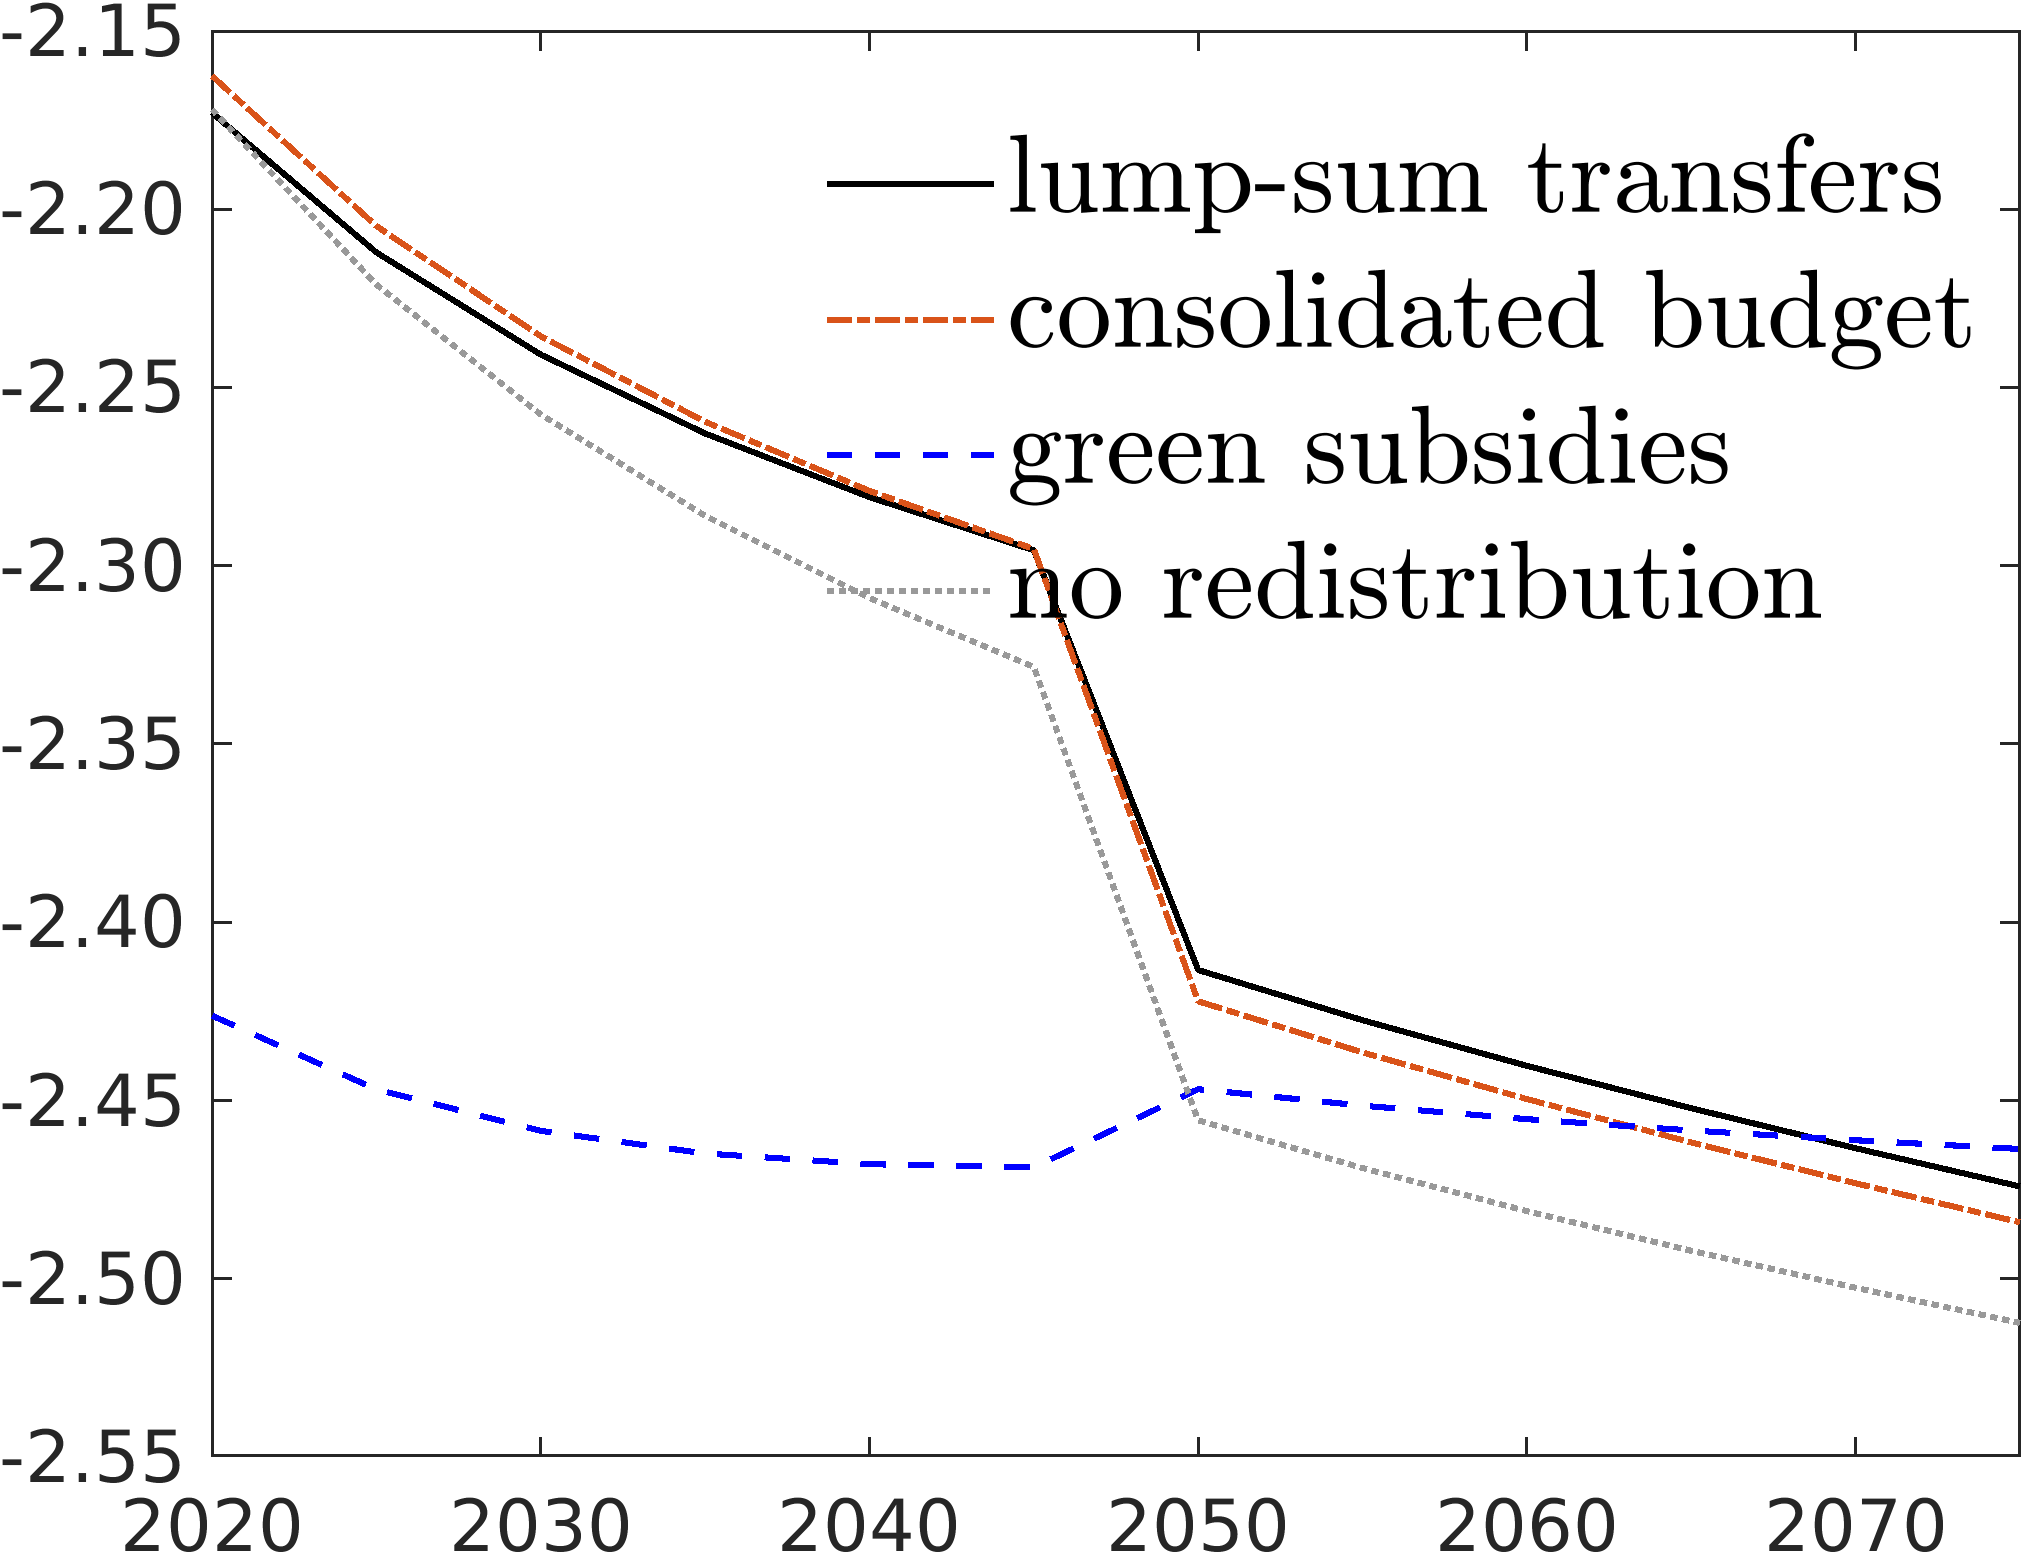 -2.15
-2.20
-2.25
-2.30
-2.35
-2.40
-2.45
-2.50
-2.55
lump-sum transfers
consolidated budget
green subsidies
no redistribution
2020 2030 2040 2050 2060 2070